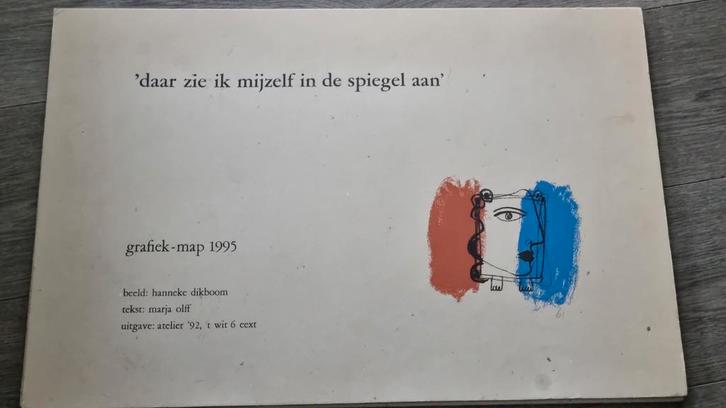 'daar zie ik mijzelf in de spiegel aan'
grafiek-map 1995
beeld: hanneke dikboom
tekst: marja olff
uitgave: atelier '92, t wit 6 eext